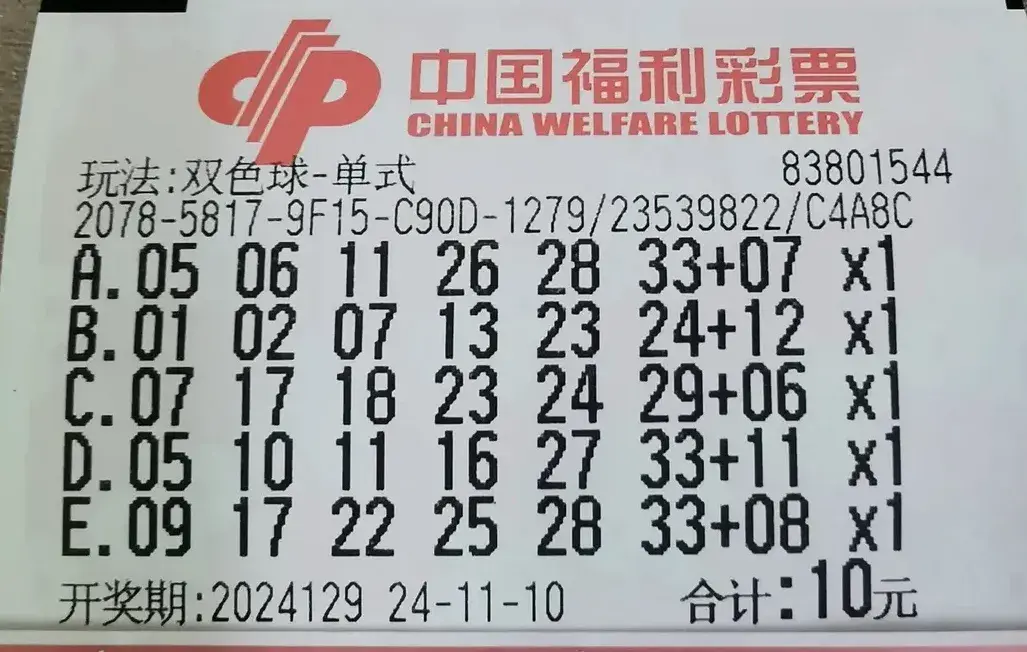 中国福利彩票
CHINA WELFARE LOTTERY
玩法:双色球-单式 83801544
2078-5817-9F15-C90D-1279/23539822/C4A8C
A.05 06 11 26 28 33+07 x1
B.01 02 07 13 23 24+12 x1
C.07 17 18 23 24 29+06 x1
D.05 10 11 16 27 33+11 x1
E.09 17 22 25 28 33+08 x1
开奖期:2024129 24-11-10 合计:10元